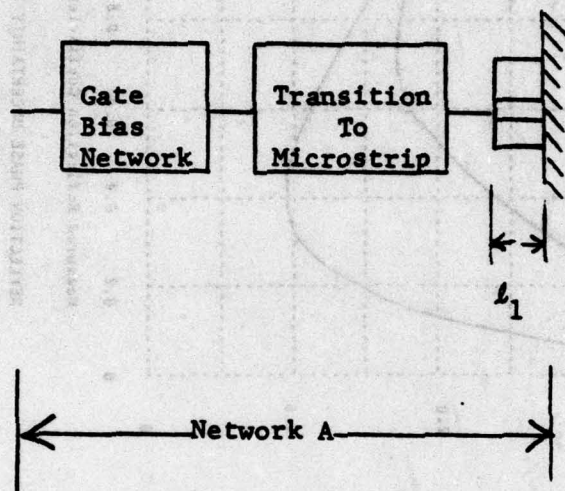 Gate
Bias
Network
Transition
To
Microstrip
ℓ1
Network A